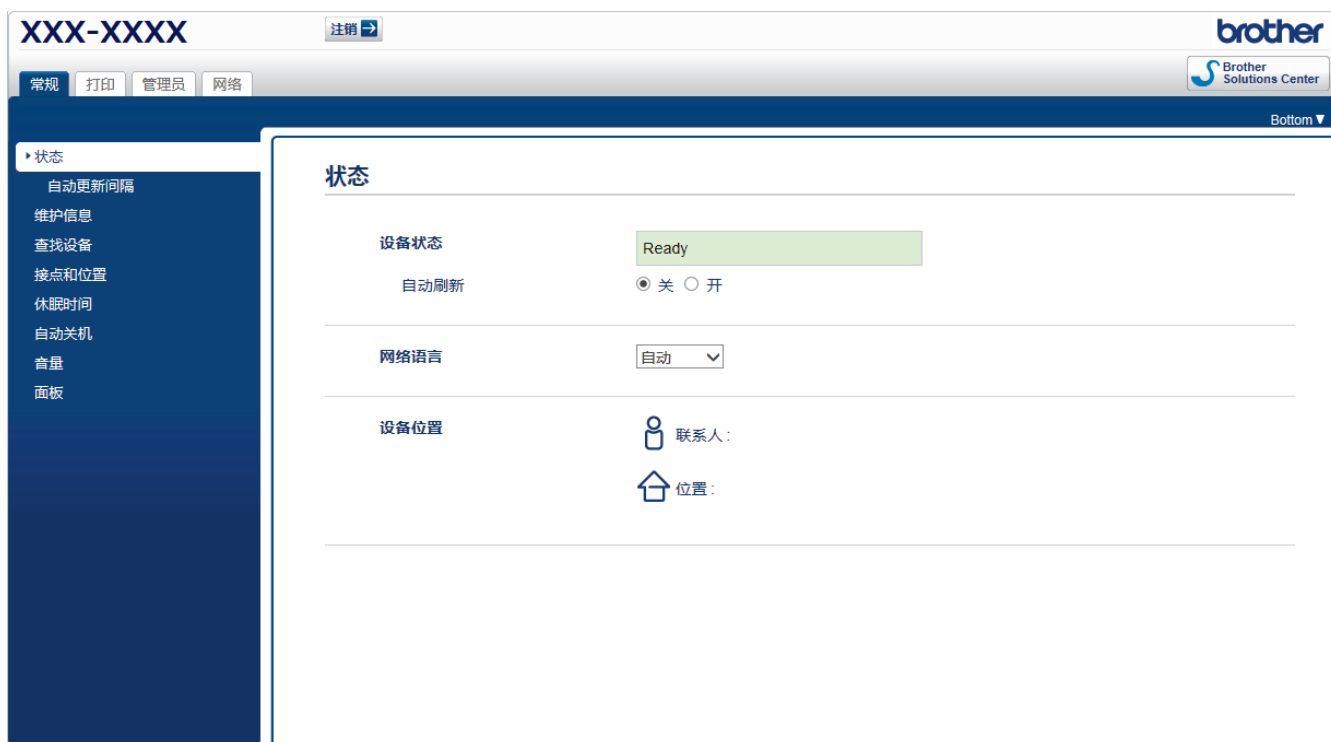 XXX-XXXX
注销
brother
常规 打印 管理员 网络
Brother
Solutions Center
Bottom▼
状态
自动更新间隔
维护信息
查找设备
接点和位置
休眠时间
自动关机
音量
面板
状态
设备状态 Ready
自动刷新 关 开
网络语言 自动
设备位置 联系人 :
位置 :